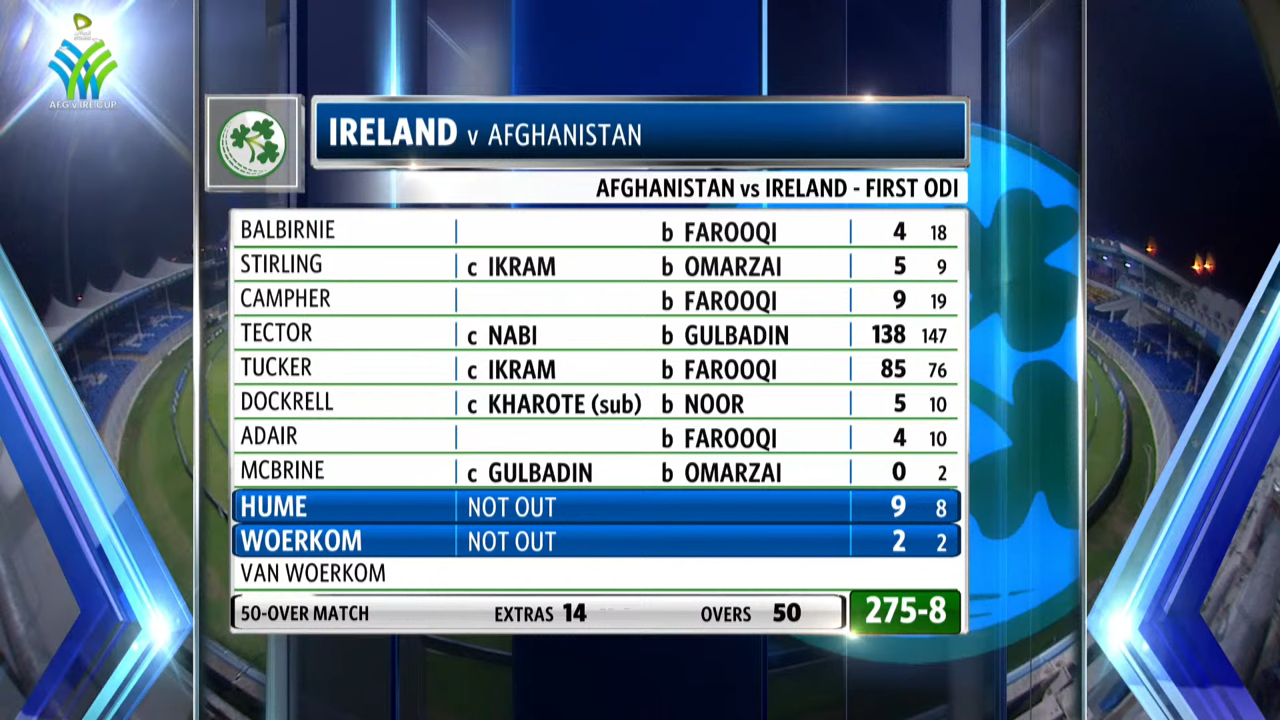 AFG V IRE CUP
IRELAND v AFGHANISTAN
AFGHANISTAN vs IRELAND - FIRST ODI
BALBIRNIE b FAROOQI 4 18
STIRLING c IKRAM b OMARZAI 5 9
CAMPHER b FAROOQI 9 19
TECTOR c NABI b GULBADIN 138 147
TUCKER c IKRAM b FAROOQI 85 76
DOCKRELL c KHAROTE (sub) b NOOR 5 10
ADAIR b FAROOQI 4 10
MCBRINE c GULBADIN b OMARZAI 0 2
HUME NOT OUT 9 8
WOERKOM NOT OUT 2 2
VAN WOERKOM
50-OVER MATCH EXTRAS 14 OVERS 50 275-8